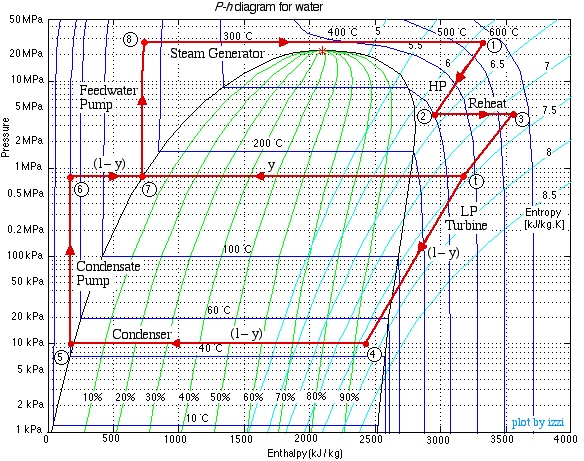 P-h diagram for water
50 MPa
20 MPa
10 MPa
5 MPa
2 MPa
1 MPa
0.5 MPa
0.2 MPa
100 kPa
50 kPa
20 kPa
10 kPa
5 kPa
2 kPa
1 kPa
Pressure
8
300°C
400°C
5
500°C
600°C
Steam Generator
1
6
6.5
7
Feedwater
Pump
HP
Reheat
2
3
7.5
200°C
8
(1-y)
y
6
7
1
8.5
LP
Turbine
Entropy
[kJ/kg.K]
100°C
(1-y)
Condensate
Pump
60°C
Condenser
(1-y)
5
40°C
4
10% 20% 30% 40% 50% 60% 70% 80% 90%
10°C
plot by izzi
0 500 1000 1500 2000 2500 3000 3500 4000
Enthalpy [kJ/kg]